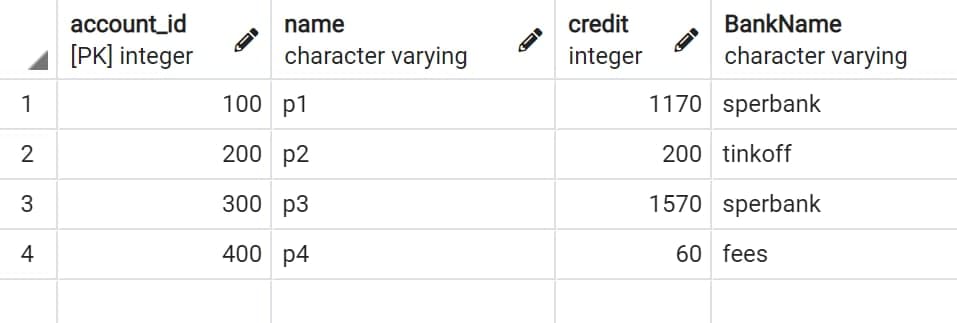 account_id name credit BankName
[PK] integer character varying integer character varying
1 100 p1 1170 sperbank
2 200 p2 200 tinkoff
3 300 p3 1570 sperbank
4 400 p4 60 fees